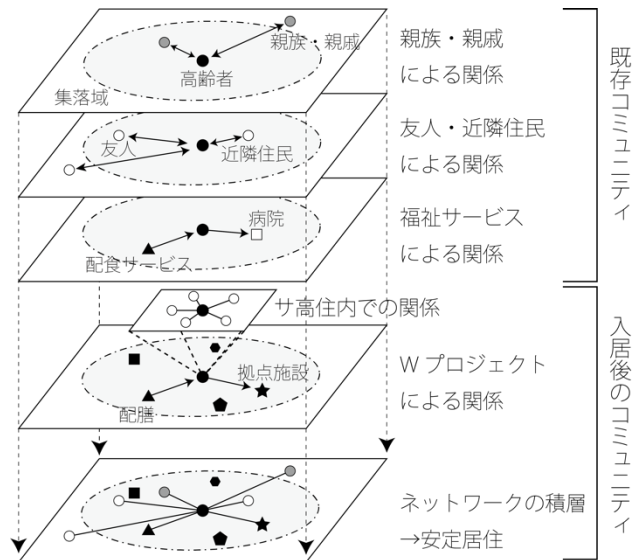 親族・親戚
高齢者
集落域
親族・親戚
による関係
友人
近隣住民
友人・近隣住民
による関係
病院
配食サービス
福祉サービス
による関係
既存コミュニティ
サ高住内での関係
拠点施設
配膳
W プロジェクト
による関係
ネットワークの積層
→安定居住
入居後のコミュニティ